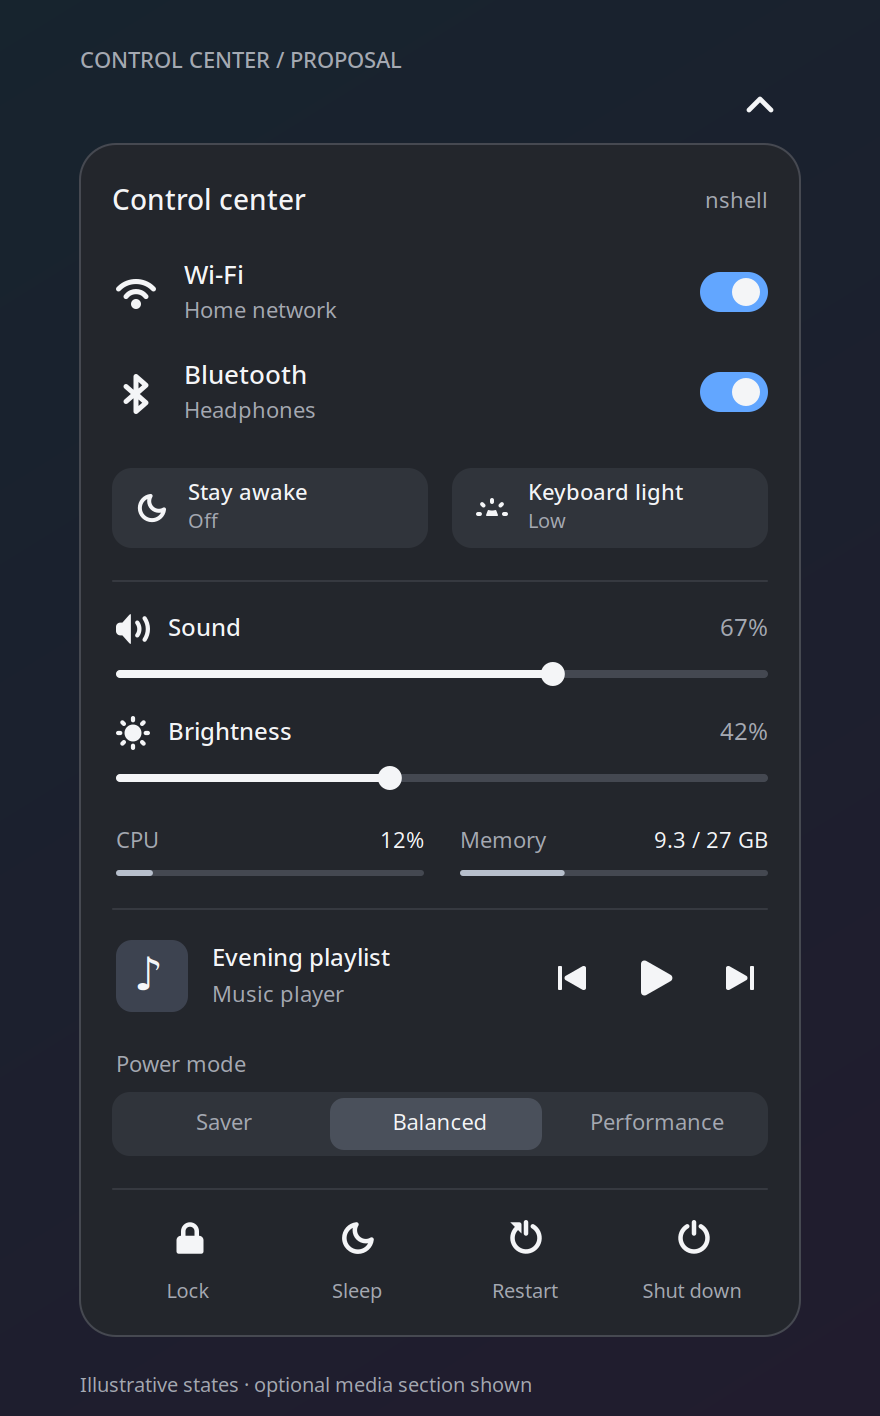 CONTROL CENTER / PROPOSAL
Control center
nshell
Wi-Fi
Home network
Bluetooth
Headphones
Stay awake
Off
Keyboard light
Low
Sound
67%
Brightness
42%
CPU
12%
Memory
9.3 / 27 GB
Evening playlist
Music player
Power mode
Saver
Balanced
Performance
Lock
Sleep
Restart
Shut down
Illustrative states · optional media section shown